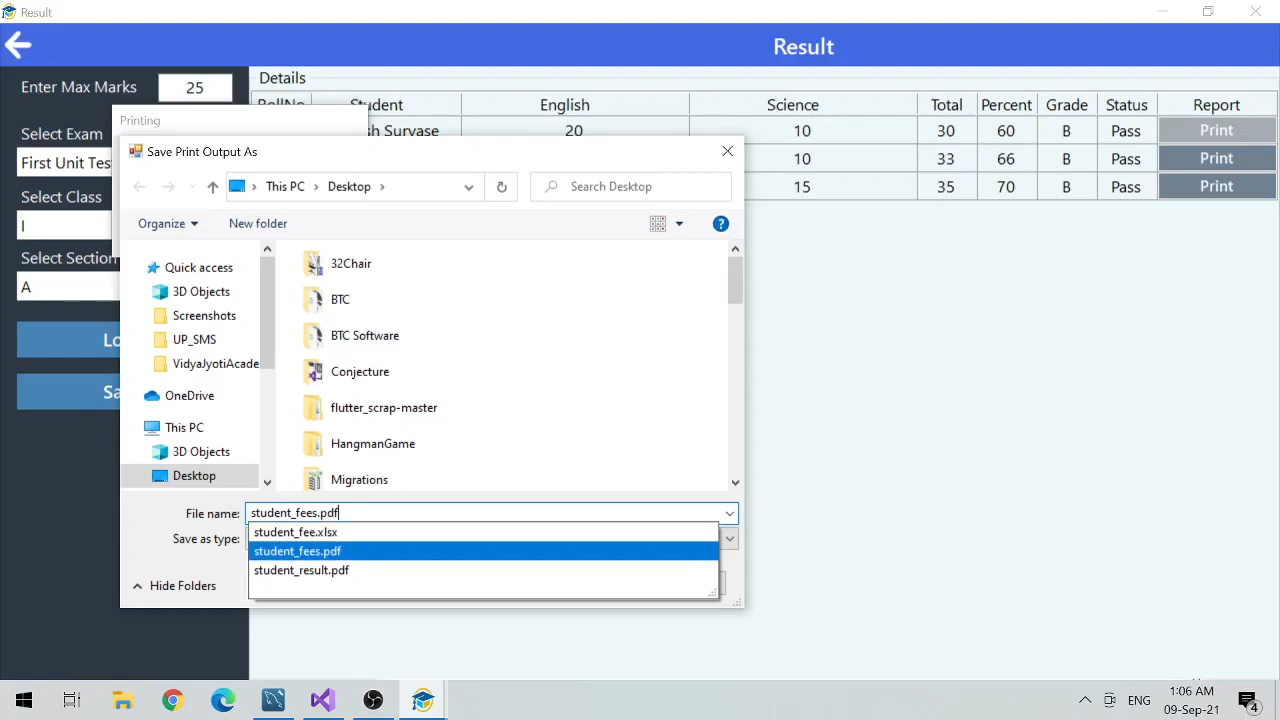 Result
Result
Enter Max Marks 25
Details
Student English Science Total Percent Grade Status Report
Printing
Select Exam
20 10 30 60 B Pass Print
Save Print Output As
First Unit Tes
10 33 66 B Pass Print
This PC Desktop Search Desktop
15 35 70 B Pass Print
Select Class
I
Organize New folder ?
Select Section
A
Quick access
3D Objects
Screenshots
UP_SMS
VidyaJyotiAcade
OneDrive
This PC
3D Objects
Desktop
32Chair
BTC
BTC Software
Conjecture
flutter_scrap-master
HangmanGame
Migrations
Lo
Sa
File name: student_fees.pdf
Save as type:
student_fee.xlsx
student_fees.pdf
student_result.pdf
Hide Folders
ENG
1:06 AM
09-Sep-21
4